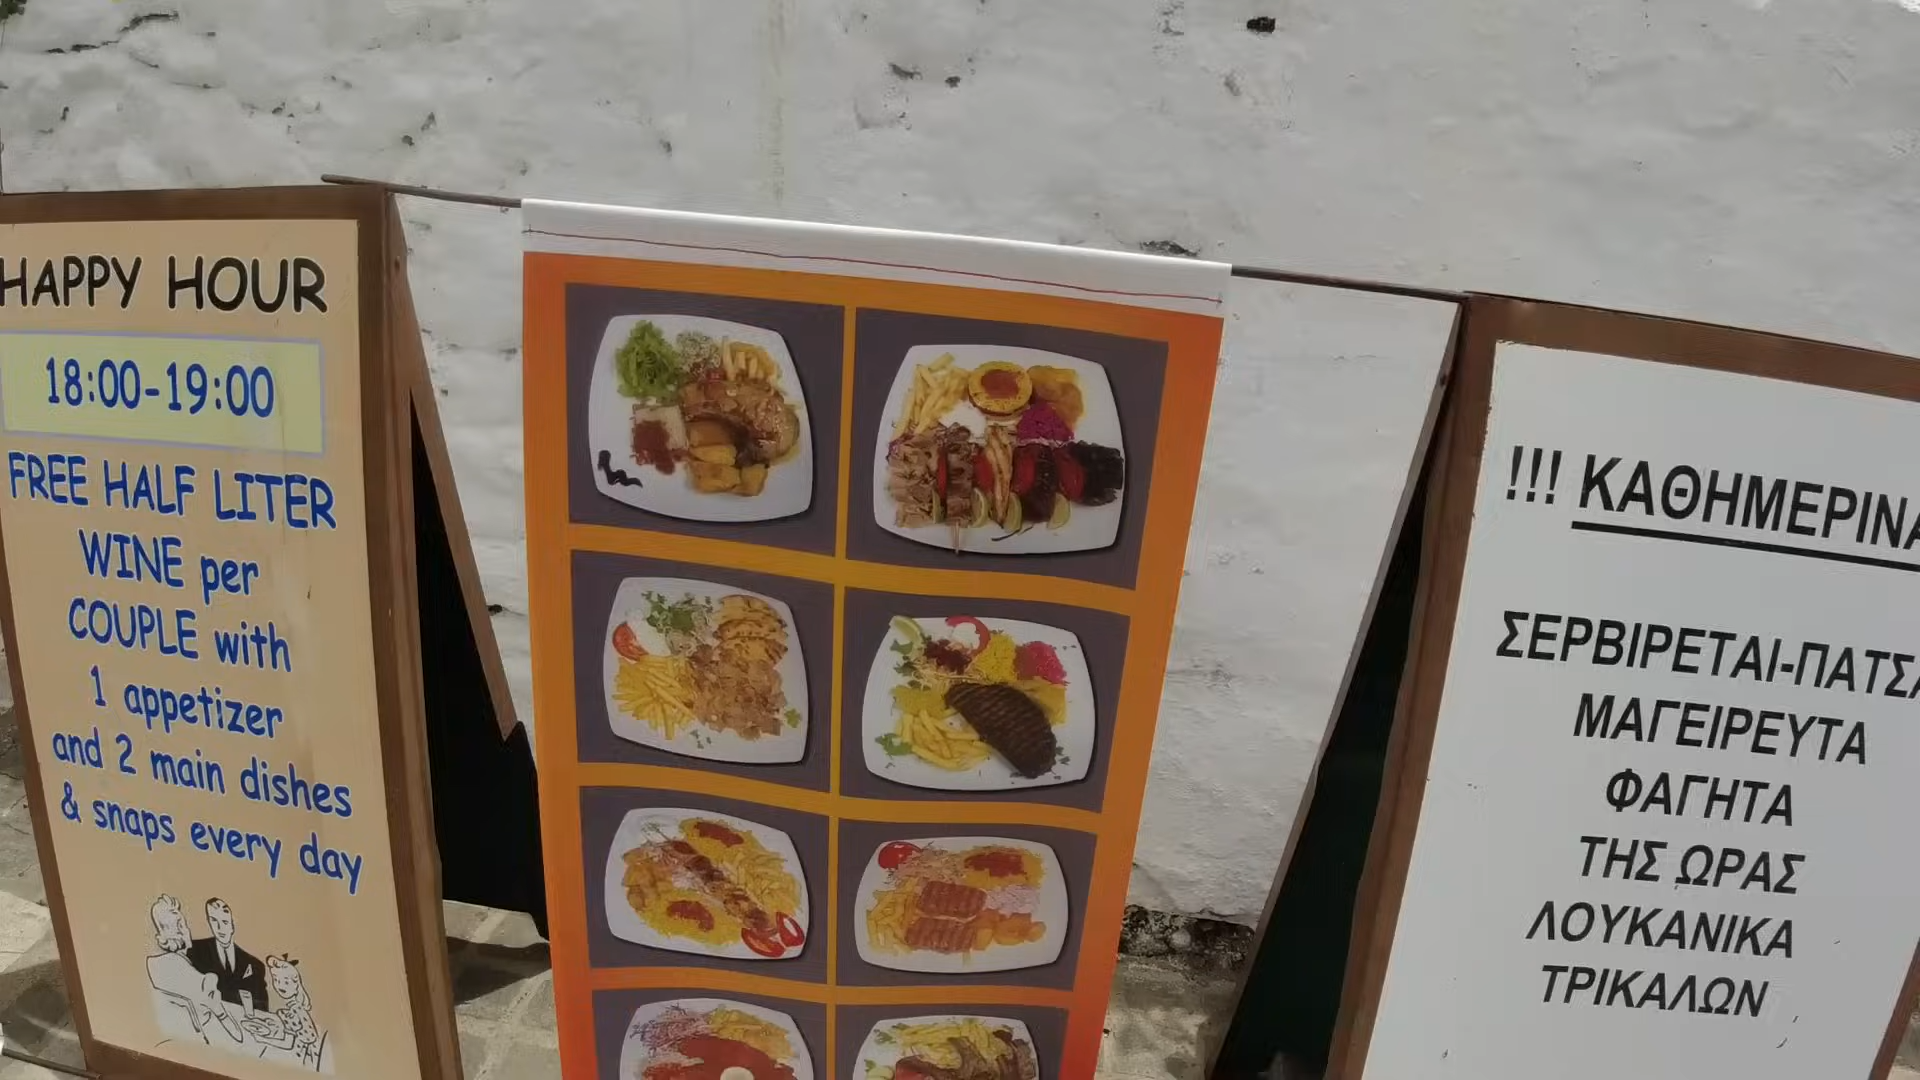 HAPPY HOUR
18:00-19:00
FREE HALF LITER
WINE per
COUPLE with
1 appetizer
and 2 main dishes
& snaps every day
!!! ΚΑΘΗΜΕΡΙΝΑ
ΣΕΡΒΙΡΕΤΑΙ-ΠΑΤΣΑ
ΜΑΓΕΙΡΕΥΤΑ
ΦΑΓΗΤΑ
ΤΗΣ ΩΡΑΣ
ΛΟΥΚΑΝΙΚΑ
ΤΡΙΚΑΛΩΝ